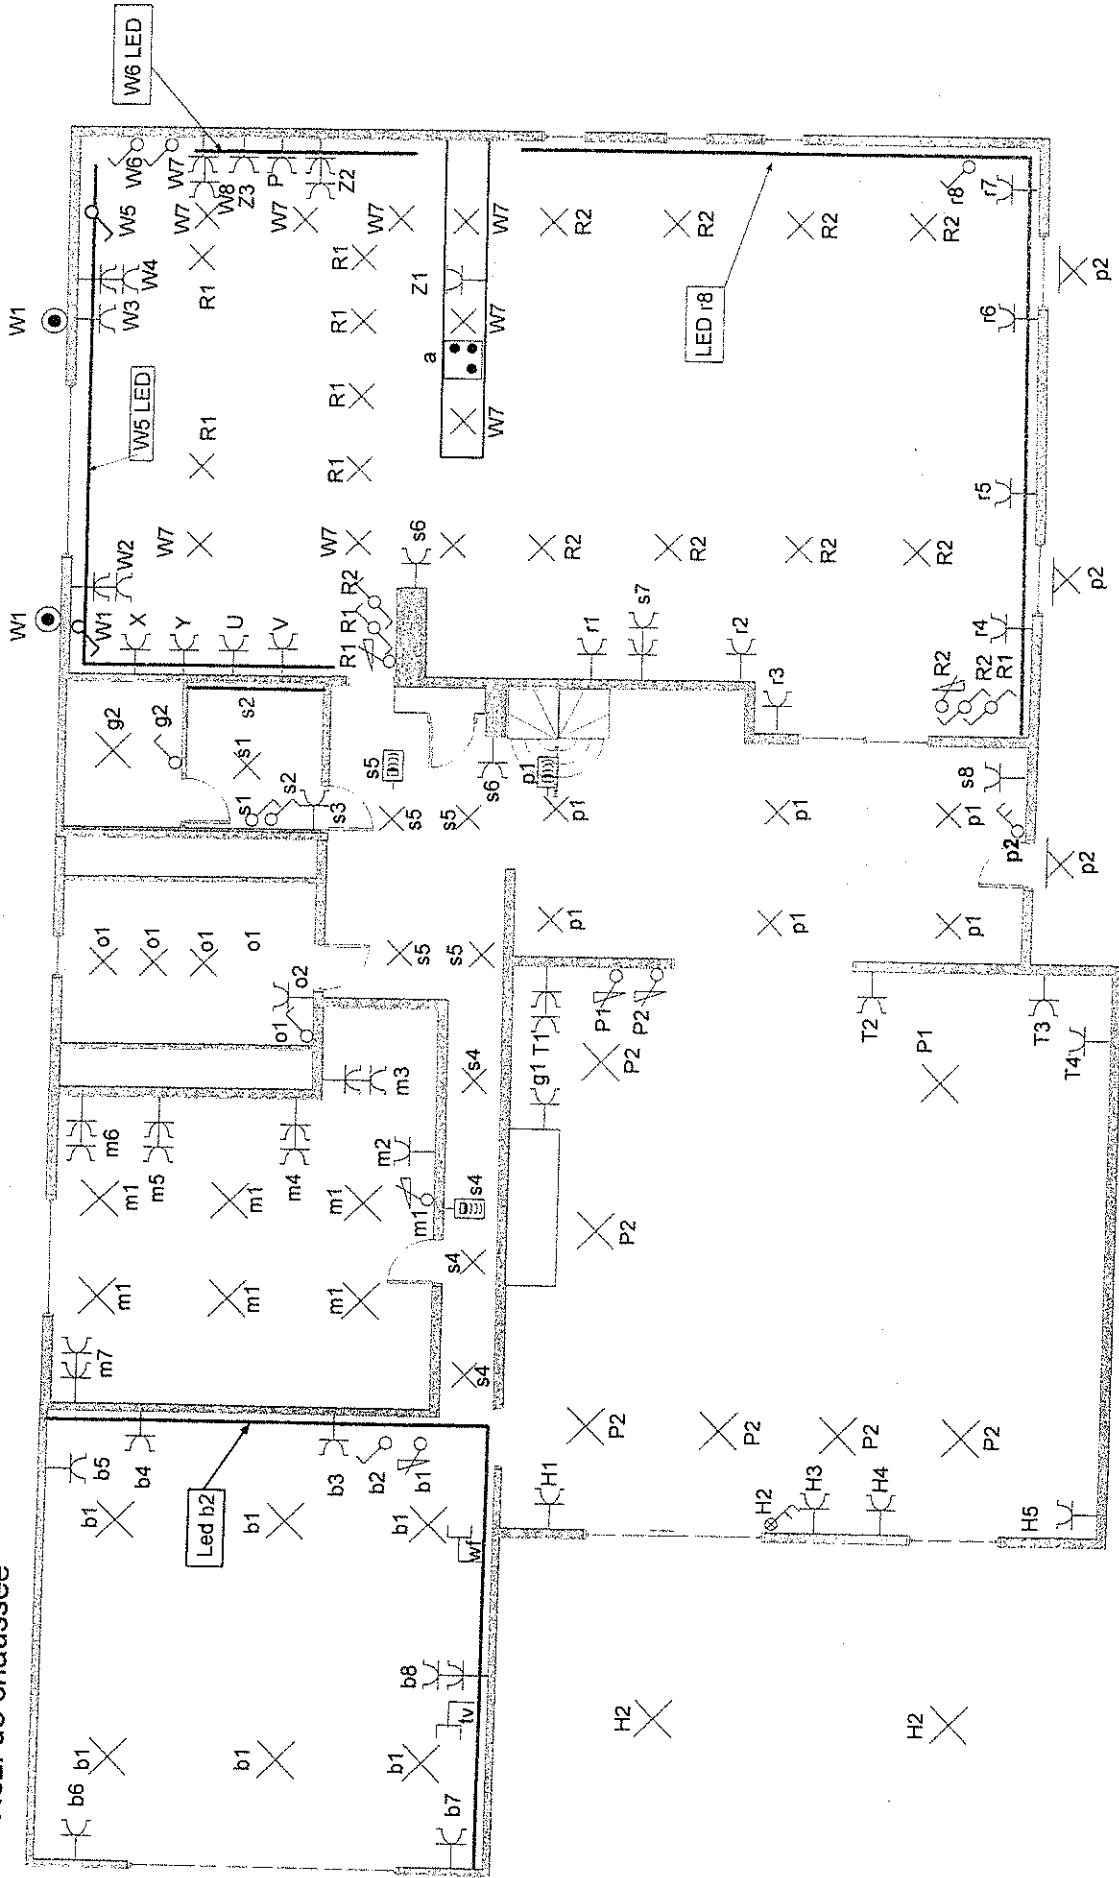 Rez. de chaussée
W6 LED
W1
W1
W5 LED
W6
W7
W5
W8
Z3
P
Z2
W4
W3
W2
W1
X
Y
U
V
W7
W7
W7
W7
W7
W7
W7
W7
R1
R1
R1
R1
R1
R1
Z1
a
R1
R1
R2
s6
R2
R2
R2
R2
R2
R2
R2
R2
LED r8
r8
r7
r6
r5
r4
p2
p2
p2
R2
R2
R1
r1
s7
r2
r3
g2
g2
s2
s1
s1
s2
s3
s5
s5
s5
s5
s5
s6
p1
p1
p1
p1
p1
p1
p1
s8
p2
o1
o1
o1
o1
o1
o2
m6
m5
m4
m3
m2
m1
m1
m1
m1
m1
m1
m1
m7
s4
s4
s4
s4
g1
T1
P1
P2
P2
P2
T2
P1
T3
T4
P2
P2
P2
P2
H1
H2
H3
H4
H5
H2
H2
b5
b4
b3
b2
b1
b1
b1
b1
wf
Led b2
b8
tv
b1
b1
b1
b6
b7